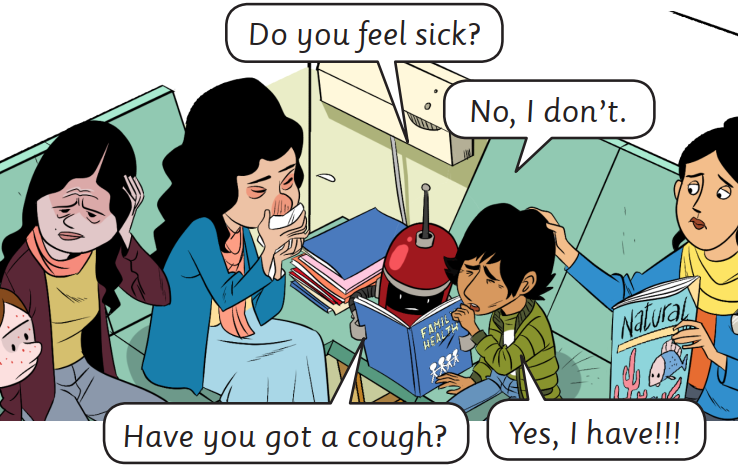 Do you feel sick?
No, I don't.
FAMILY
HEALTH
Natural
Have you got a cough?
Yes, I have!!!